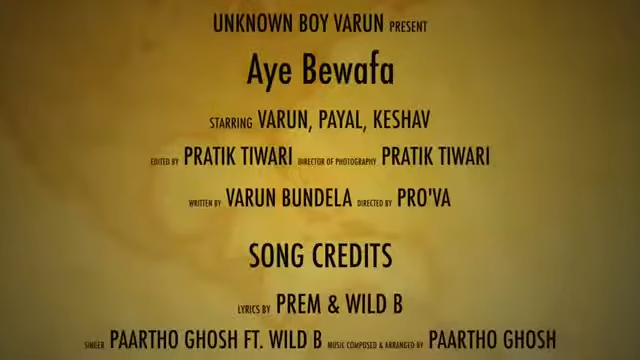 UNKNOWN BOY VARUN PRESENT
Aye Bewafa
STARRING VARUN, PAYAL, KESHAV
EDITED BY PRATIK TIWARI DIRECTOR OF PHOTOGRAPHY PRATIK TIWARI
WRITTEN BY VARUN BUNDELA DIRECTED BY PRO'VA
SONG CREDITS
LYRICS BY PREM & WILD B
SINGER PAARTHO GHOSH FT. WILD B MUSIC COMPOSED & ARRANGED BY PAARTHO GHOSH